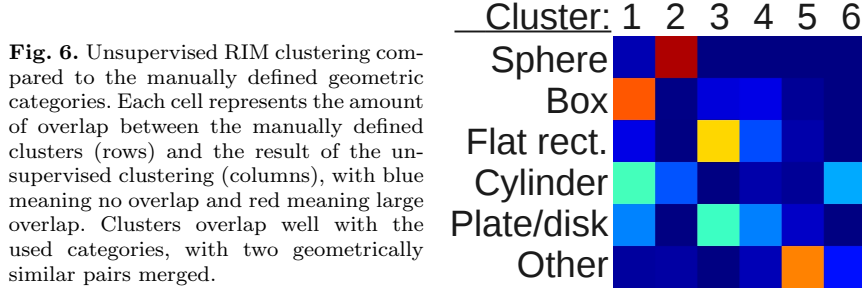 Fig. 6. Unsupervised RIM clustering com-
pared to the manually defined geometric
categories. Each cell represents the amount
of overlap between the manually defined
clusters (rows) and the result of the un-
supervised clustering (columns), with blue
meaning no overlap and red meaning large
overlap. Clusters overlap well with the
used categories, with two geometrically
similar pairs merged.
Cluster: 1 2 3 4 5 6
Sphere
Box
Flat rect.
Cylinder
Plate/disk
Other